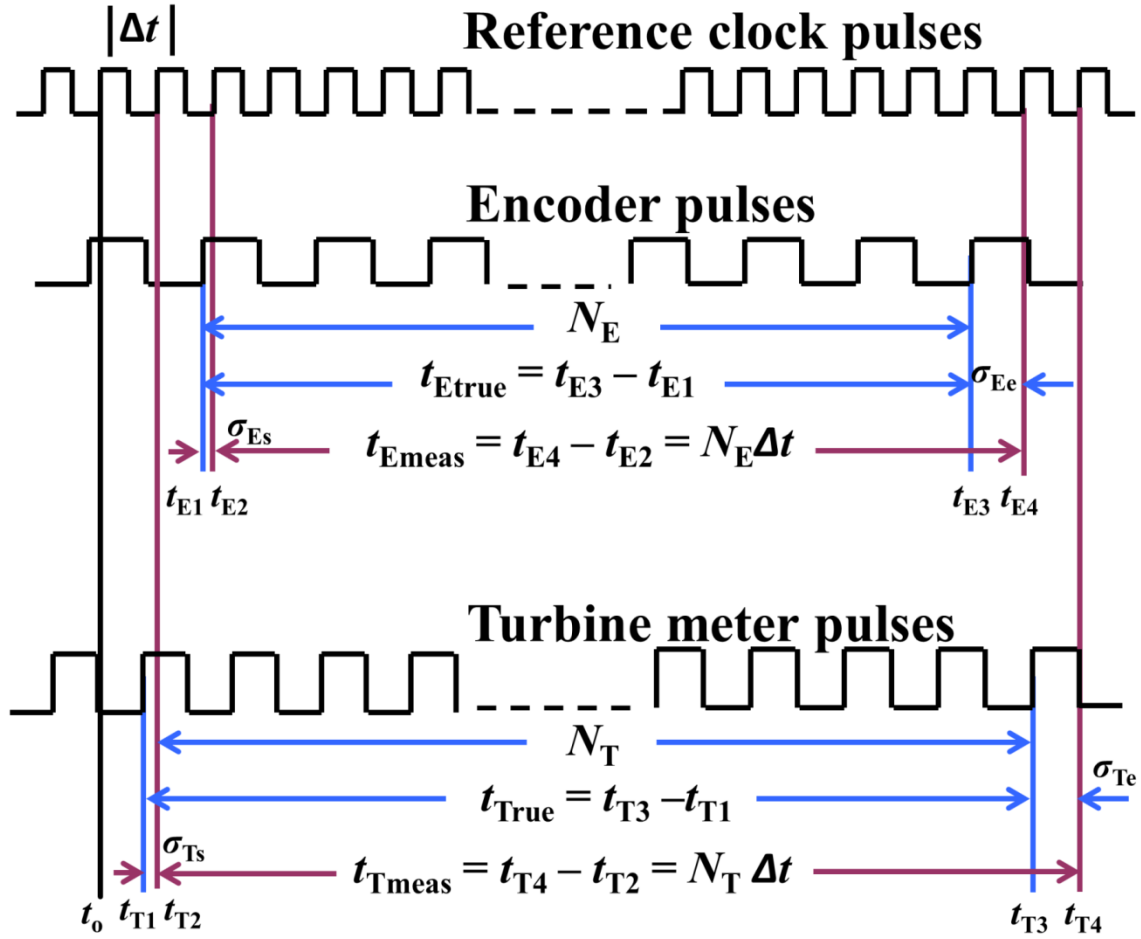 |Δt|
Reference clock pulses
Encoder pulses
N_E
t_Etrue = t_E3 – t_E1
σ_Ee
σ_Es
t_Emeas = t_E4 – t_E2 = N_EΔt
t_E1 t_E2
t_E3 t_E4
Turbine meter pulses
N_T
t_True = t_T3 –t_T1
σ_Te
σ_Ts
t_Tmeas = t_T4 – t_T2 = N_T Δt
t_o t_T1 t_T2
t_T3 t_T4